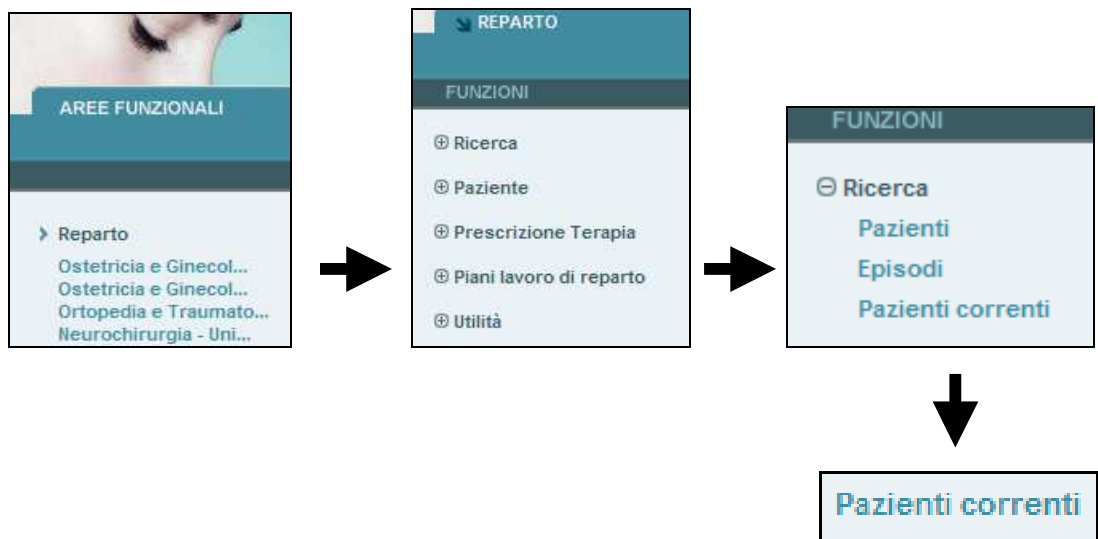 AREE FUNZIONALI
Reparto
Ostetricia e Ginecol...
Ostetricia e Ginecol...
Ortopedia e Traumato...
Neurochirurgia - Uni...
REPARTO
FUNZIONI
Ricerca
Paziente
Prescrizione Terapia
Piani lavoro di reparto
Utilità
FUNZIONI
Ricerca
Pazienti
Episodi
Pazienti correnti
Pazienti correnti